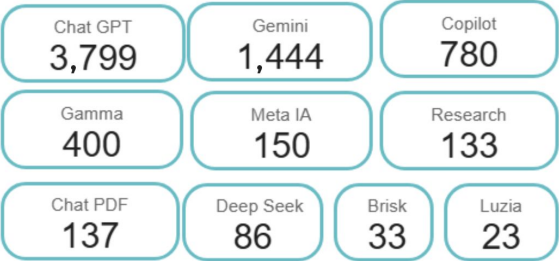 Chat GPT
3,799
Gemini
1,444
Copilot
780
Gamma
400
Meta IA
150
Research
133
Chat PDF
137
Deep Seek
86
Brisk
33
Luzia
23